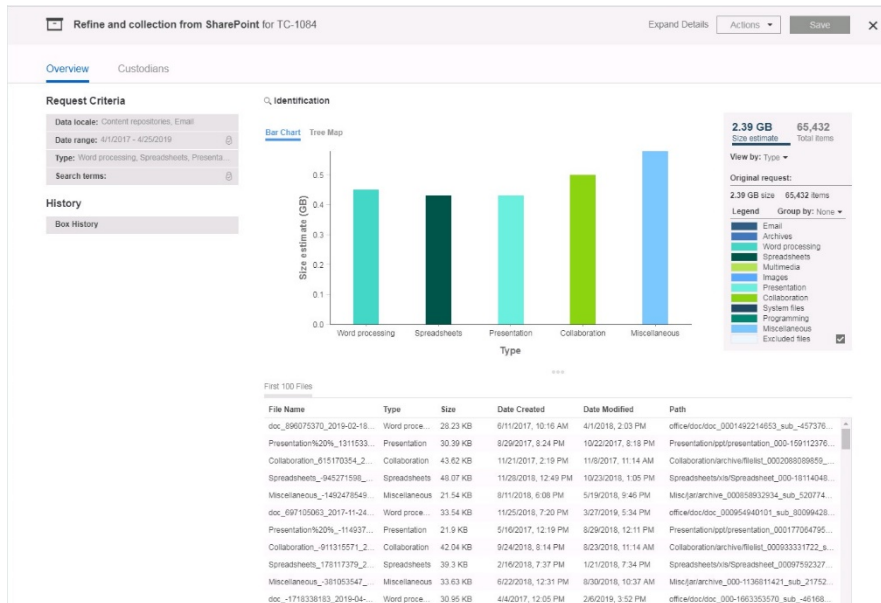 Refine and collection from SharePoint for TC-1084
Expand Details
Actions
Save
Overview Custodians
Request Criteria
Data locale: Content repositories, Email
Date range: 4/1/2017 - 4/25/2019
Type: Word processing, Spreadsheets, Presenta...
Search terms:
History
Box History
Identification
Bar Chart Tree Map
Size estimate (GB)
0.5
0.4
0.3
0.2
0.1
0.0
Word processing Spreadsheets Presentation Collaboration Miscellaneous
Type
2.39 GB 65,432
Size estimate Total items
View by: Type
Original request:
2.39 GB size 65,432 items
Legend Group by: None
Email
Archives
Word processing
Spreadsheets
Multimedia
Images
Presentation
Collaboration
System files
Programming
Miscellaneous
Excluded files
First 100 Files
File Name Type Size Date Created Date Modified Path
doc_896075370_2019-02-18... Word proce... 28.23 KB 6/11/2017, 10:16 AM 4/1/2018, 2:03 PM office/doc/doc_0001492214653_sub_-457376...
Presentation%20%_1311533... Presentation 30.39 KB 8/29/2017, 8:24 PM 10/22/2017, 8:18 PM Presentation/ppt/presentation_000-159112376...
Collaboration_615170354_2... Collaboration 43.62 KB 11/21/2017, 2:19 PM 11/8/2017, 11:14 AM Collaboration/archive/filelist_0002088089859_...
Spreadsheets_-945271598_... Spreadsheets 48.07 KB 11/28/2018, 12:49 PM 10/23/2018, 1:05 PM Spreadsheets/xls/Spreadsheet_000-18114048...
Miscellaneous_-1492478549... Miscellaneous 21.54 KB 8/11/2018, 6:08 PM 5/19/2018, 9:46 PM Misc/jar/archive_000858932934_sub_520774...
doc_697105063_2017-11-24... Word proce... 33.54 KB 11/25/2018, 7:20 PM 3/27/2019, 5:34 PM office/doc/doc_000954940101_sub_80099428...
Presentation%20%_-114937... Presentation 21.9 KB 5/16/2017, 12:19 PM 8/29/2018, 12:11 PM Presentation/ppt/presentation_000177064795...
Collaboration_-911315571_2... Collaboration 42.04 KB 9/24/2018, 8:14 PM 8/23/2018, 11:14 AM Collaboration/archive/filelist_000933331722_s...
Spreadsheets_178117379_2... Spreadsheets 39.3 KB 2/16/2018, 7:37 PM 1/21/2018, 7:34 PM Spreadsheets/xls/Spreadsheet_00097592327...
Miscellaneous_-381053547_... Miscellaneous 33.63 KB 6/22/2018, 12:31 PM 8/30/2018, 10:37 AM Misc/jar/archive_000-1136811421_sub_21752...
doc_-1718338183_2019-04-... Word proce... 30.95 KB 4/4/2017, 12:05 PM 2/6/2019, 3:52 PM office/doc/doc_000-1663353570_sub_-46168...